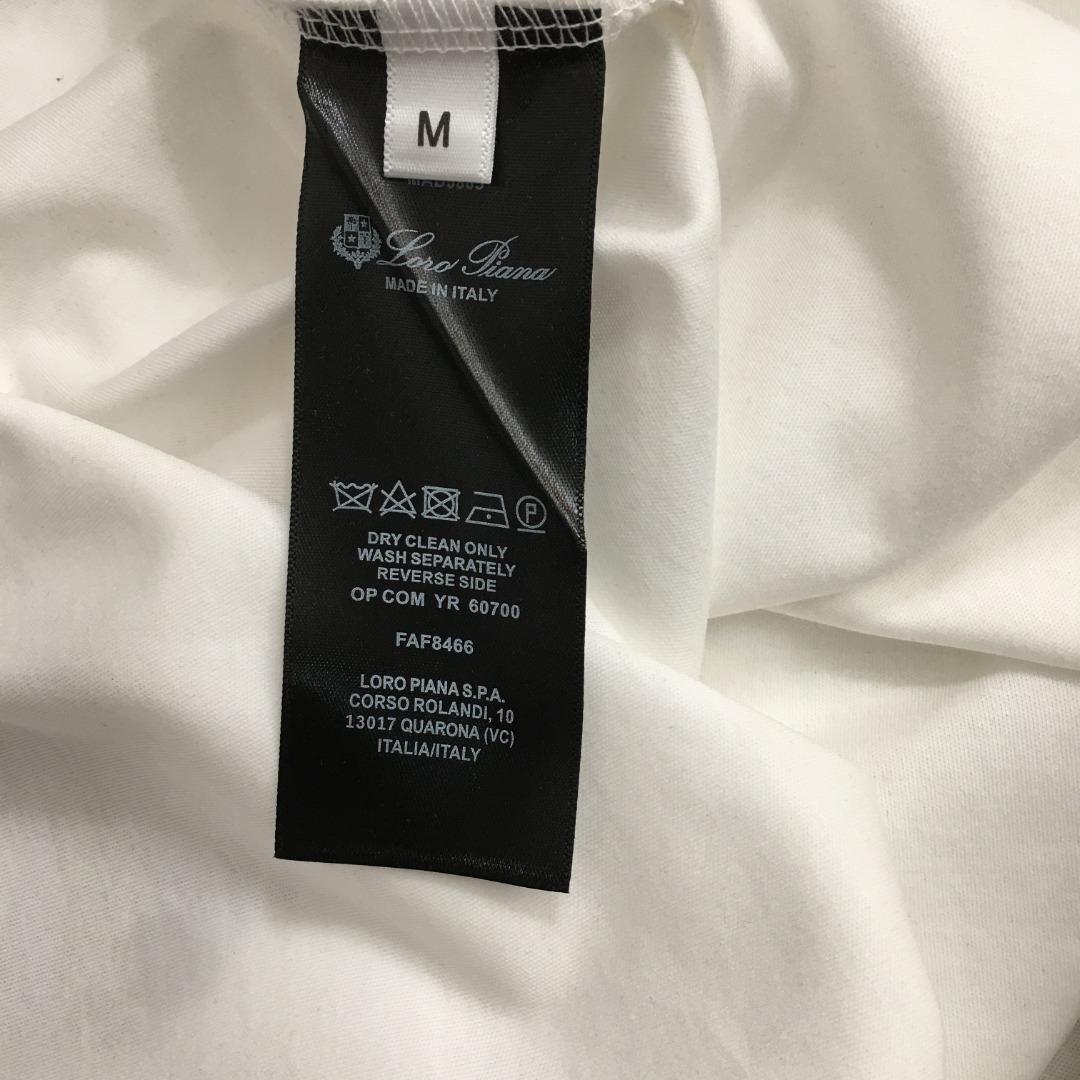 M
Loro Piana
MADE IN ITALY
P
DRY CLEAN ONLY
WASH SEPARATELY
REVERSE SIDE
OP COM YR 60700
FAF8466
LORO PIANA S.P.A.
CORSO ROLANDI, 10
13017 QUARONA (VC)
ITALIA/ITALY